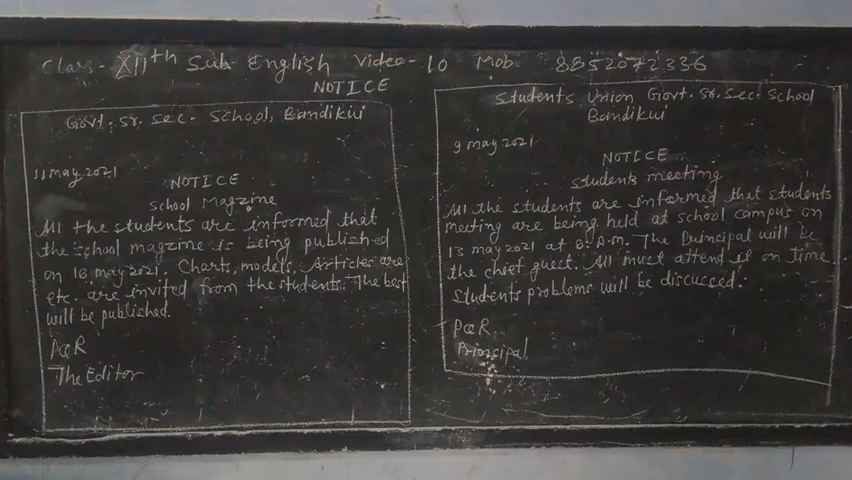 Class- XIIth Sub- English Video- 10 Mob. 8852072336
NOTICE
Govt. Sr. Sec. School, Bandikui
11 May 2021
NOTICE
School Magzine
All the students are informed that
the school magzine is being published
on 18 may 2021. Charts, models, Articles are
etc. are invited from the students. The best
will be published.
PQR
The Editor
Students Union Govt. Sr. Sec. School
Bandikui
9 may 2021
NOTICE
Students meeting
All the students are informed that students
meeting are being held at school campus on
13 may 2021 at 8. A.M. The Principal will be
the chief guest. All must attend it on time.
Students problems will be discussed.
PQR
Principal